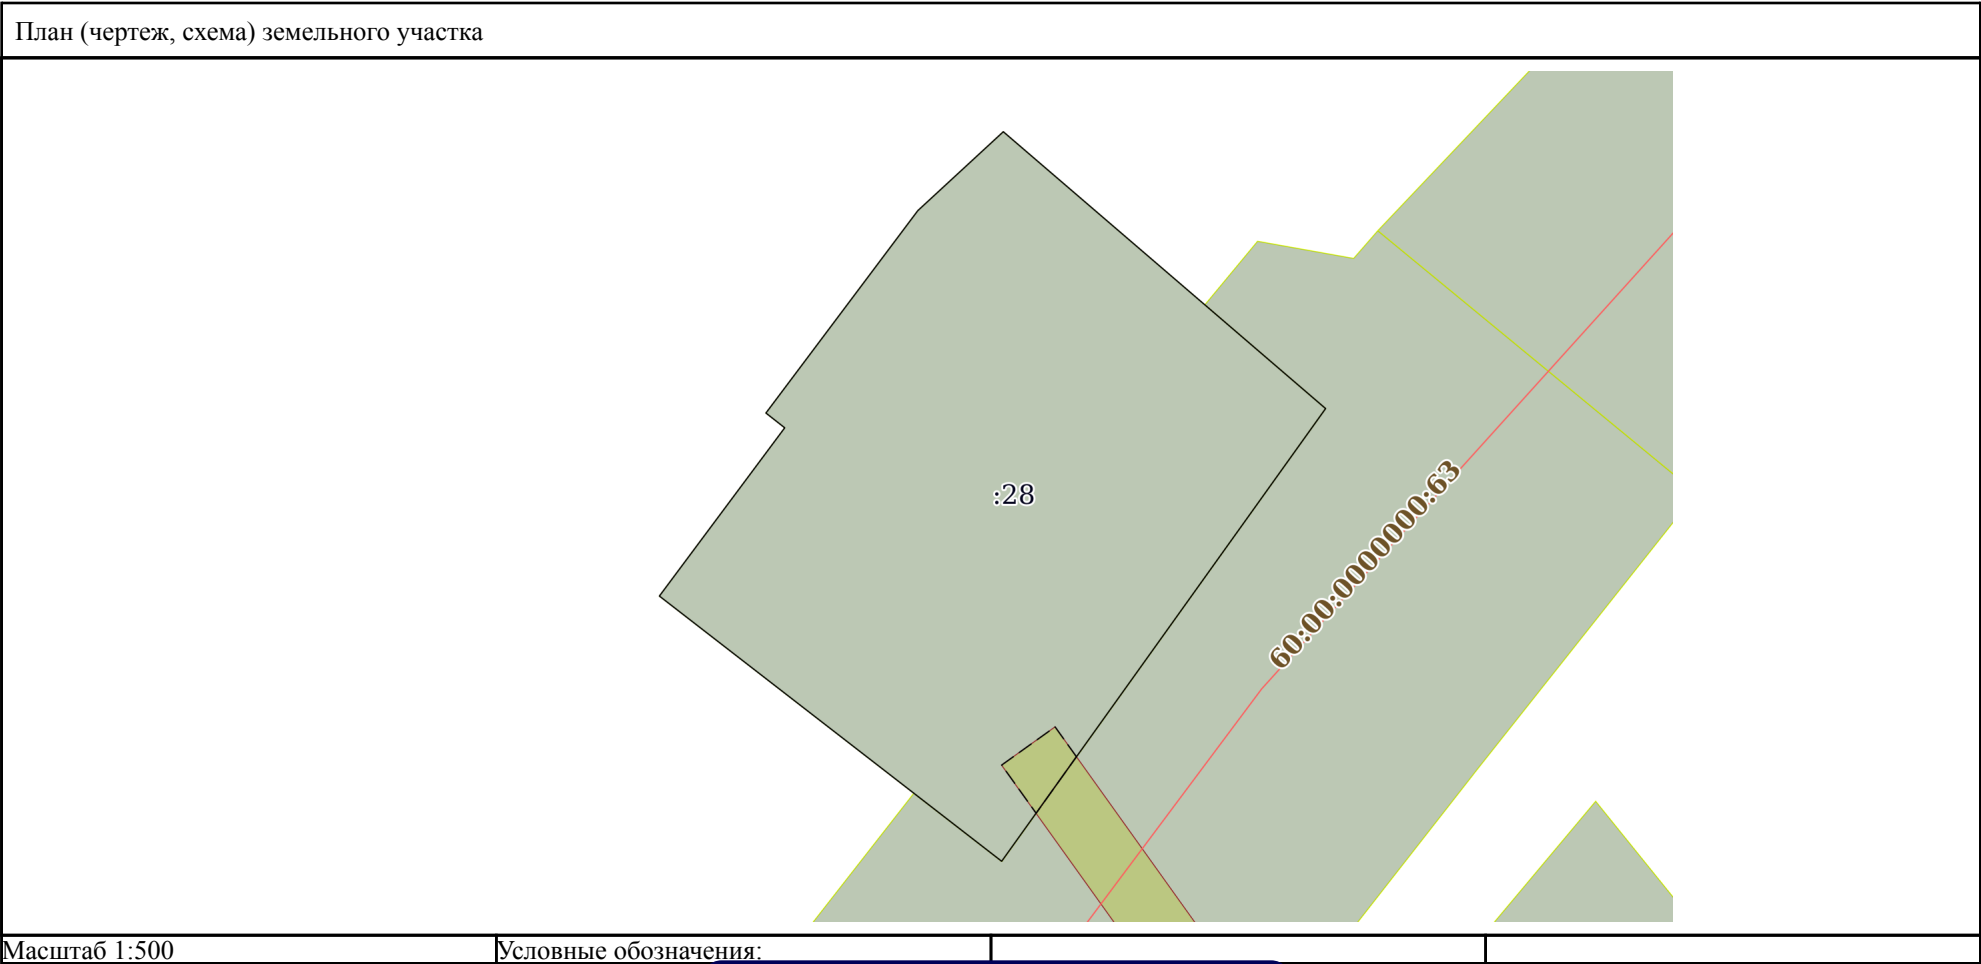 План (чертеж, схема) земельного участка
:28
60:00:0000000:63
Масштаб 1:500
Условные обозначения: